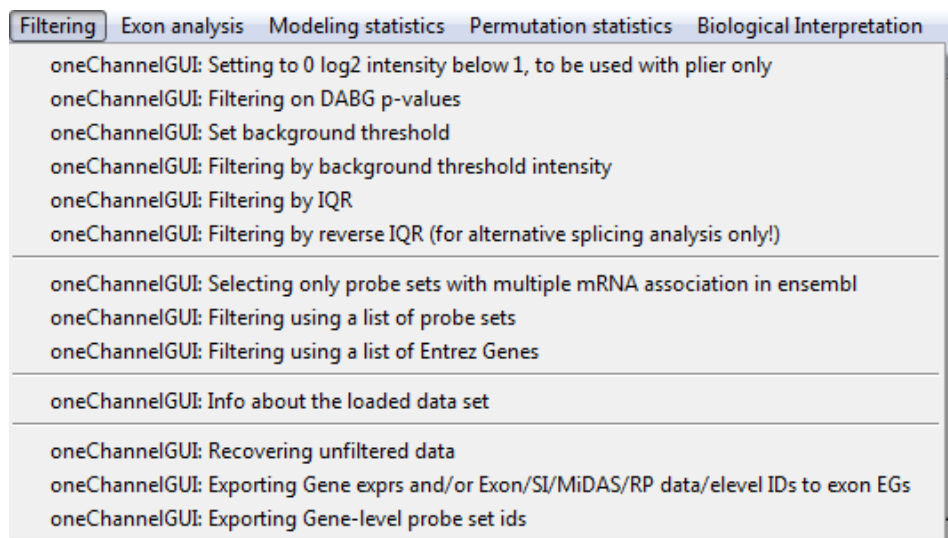 Filtering Exon analysis Modeling statistics Permutation statistics Biological Interpretation
oneChannelGUI: Setting to 0 log2 intensity below 1, to be used with plier only
oneChannelGUI: Filtering on DABG p-values
oneChannelGUI: Set background threshold
oneChannelGUI: Filtering by background threshold intensity
oneChannelGUI: Filtering by IQR
oneChannelGUI: Filtering by reverse IQR (for alternative splicing analysis only!)
oneChannelGUI: Selecting only probe sets with multiple mRNA association in ensembl
oneChannelGUI: Filtering using a list of probe sets
oneChannelGUI: Filtering using a list of Entrez Genes
oneChannelGUI: Info about the loaded data set
oneChannelGUI: Recovering unfiltered data
oneChannelGUI: Exporting Gene exprs and/or Exon/SI/MiDAS/RP data/elevel IDs to exon EGs
oneChannelGUI: Exporting Gene-level probe set ids